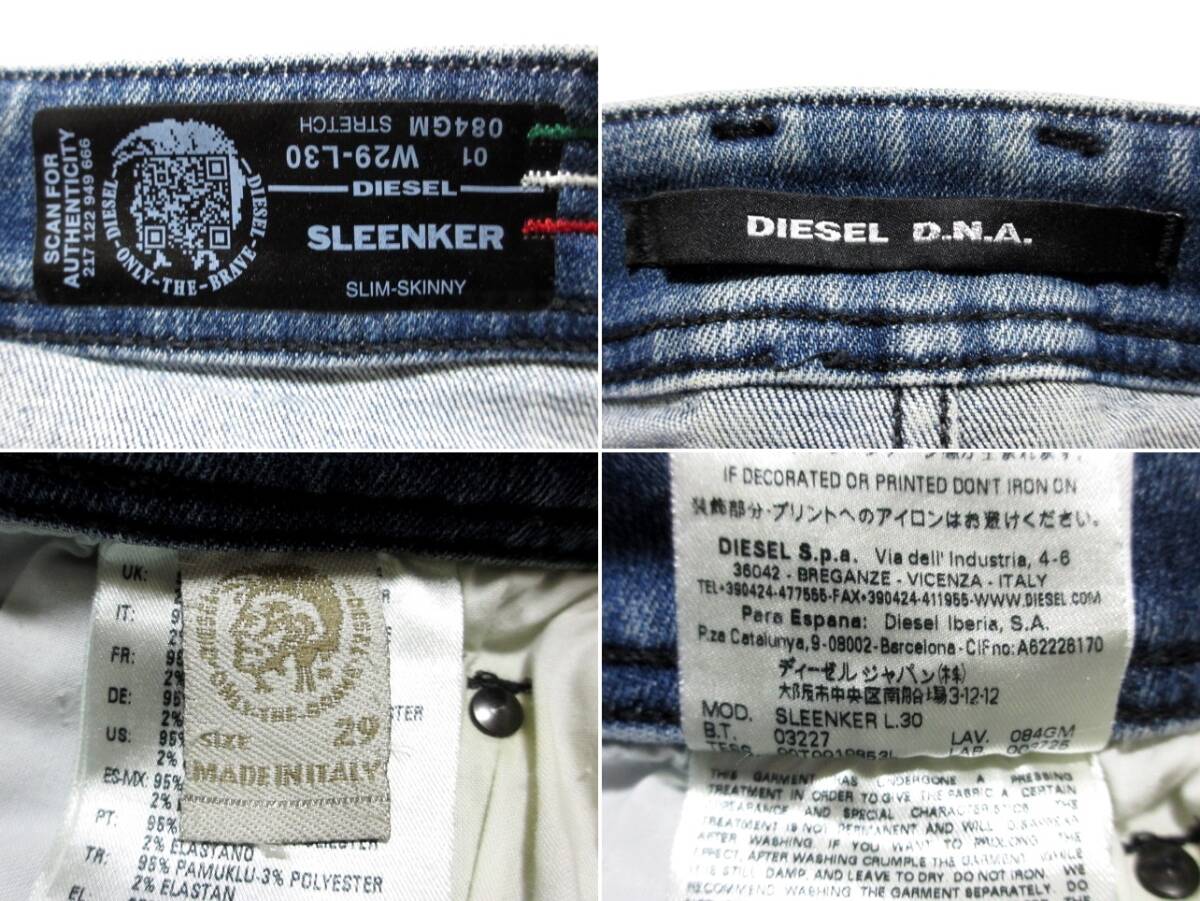 SCAN FOR
AUTHENTICITY
217 122 949 666
DIESEL - ONLY - THE - BRAVE - DIESEL
084GM STRETCH
01
W29-L30
DIESEL
SLEENKER
SLIM-SKINNY
DIESEL D.N.A.
UK:
IT:
FR:
DE:
US:
ES-MX: 95%
2%
PT:
95%
2% ELASTANO
TR:
95% PAMUKLU-3% POLYESTER
2% ELASTAN
EL:
SIZE 29
MADE IN ITALY
IF DECORATED OR PRINTED DON'T IRON ON
装飾部分・プリントへのアイロンはお避けください。
DIESEL S.p.a. Via dell' Industria, 4-6
36042 - BREGANZE - VICENZA - ITALY
TEL+390424-477555-FAX+390424-411955-WWW.DIESEL.COM
Para Espana: Diesel Iberia, S.A.
P.za Catalunya, 9-08002-Barcelona-CIFno:A62228170
ディーゼル ジャパン(株)
大阪市中央区南船場3-12-12
MOD. SLEENKER L.30
B.T. 03227 LAV. 084GM
THIS GARMENT HAS UNDERGONE A PRESSING
TREATMENT IN ORDER TO GIVE THE FABRIC A CERTAIN
APPEARANCE AND SPECIAL CHARACTERISTICS. THE
TREATMENT IS NOT PERMANENT AND WILL DISAPPEAR
AFTER WASHING. IF YOU WANT TO PROLONG THE
EFFECT, AFTER WASHING CRUMPLE THE GARMENT WHILE
STILL DAMP, AND LEAVE TO DRY. DO NOT IRON. WE
RECOMMEND WASHING THE GARMENT SEPARATELY. DO